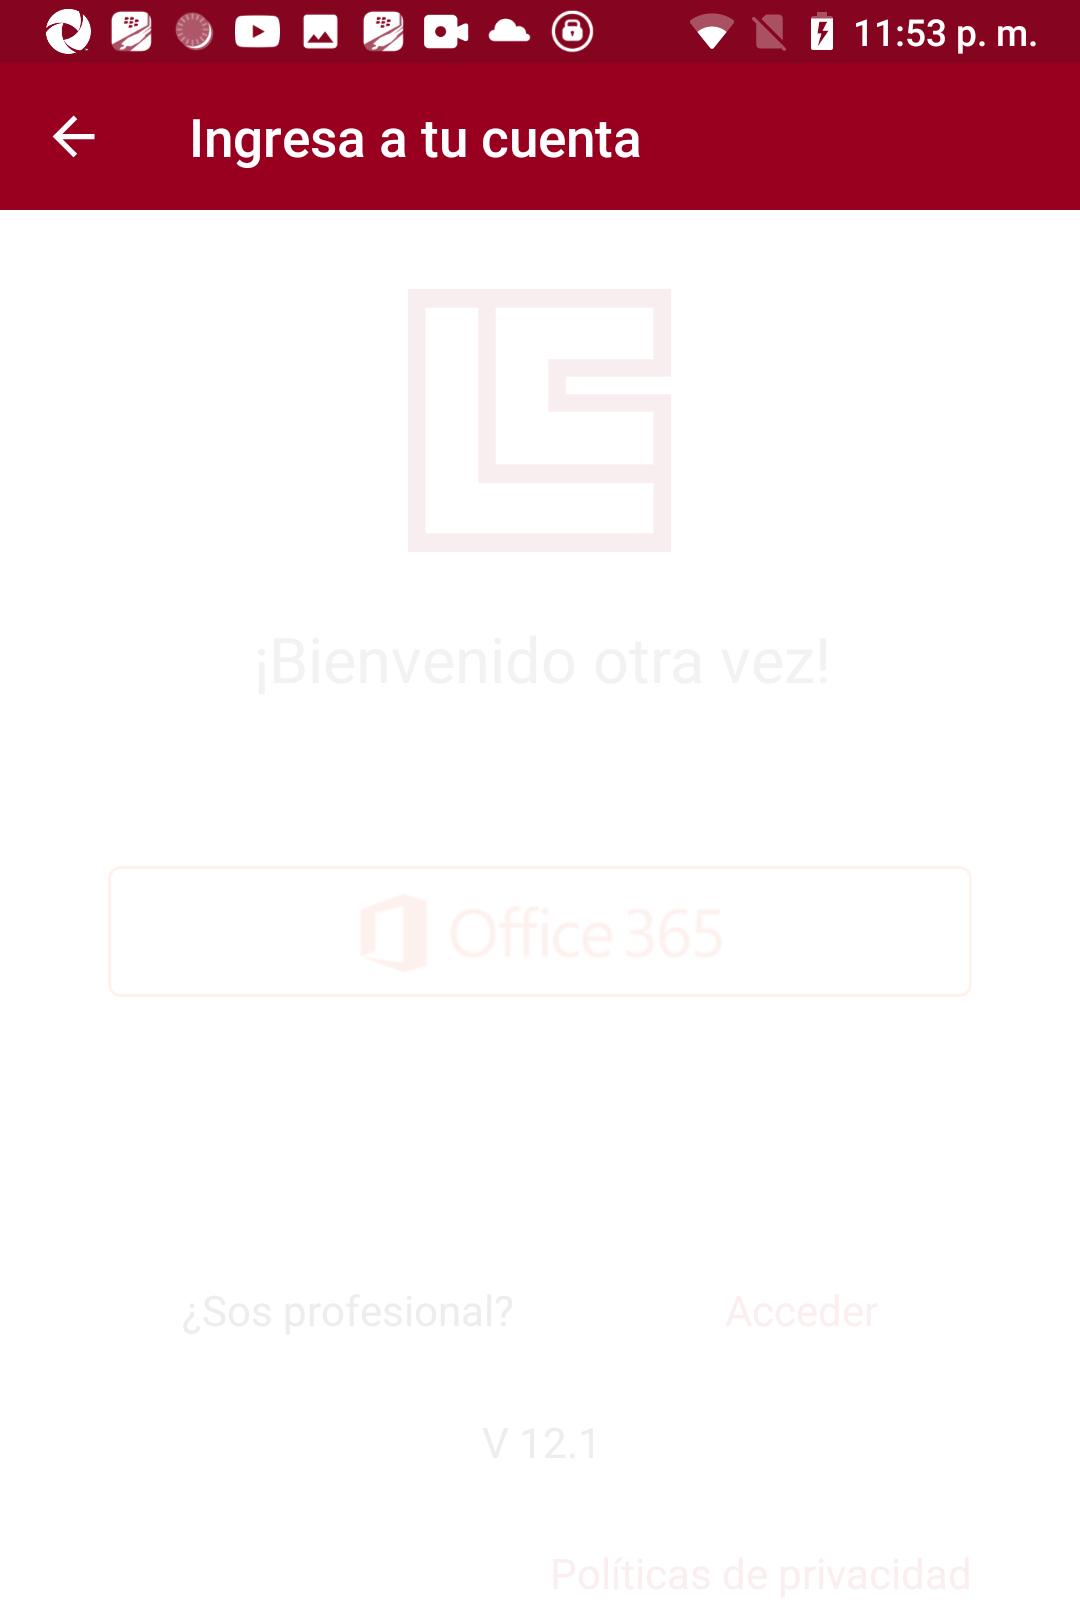 11:53 p. m.
Ingresa a tu cuenta
¡Bienvenido otra vez!
Office 365
¿Sos profesional? Acceder
V 12.1
Políticas de privacidad